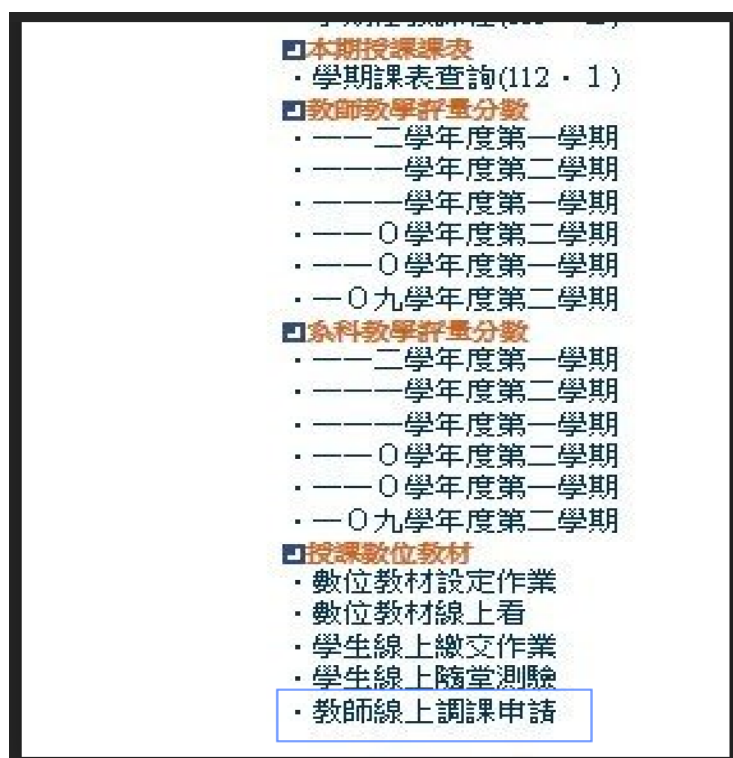 本期授課課表
・學期課表查詢(112・1)
教師教學評量分數
・一一二學年度第一學期
・一一一學年度第二學期
・一一一學年度第一學期
・一一０學年度第二學期
・一一０學年度第一學期
・一０九學年度第二學期
系科教學評量分數
・一一二學年度第一學期
・一一一學年度第二學期
・一一一學年度第一學期
・一一０學年度第二學期
・一一０學年度第一學期
・一０九學年度第二學期
授課數位教材
・數位教材設定作業
・數位教材線上看
・學生線上繳交作業
・學生線上隨堂測驗
・教師線上調課申請